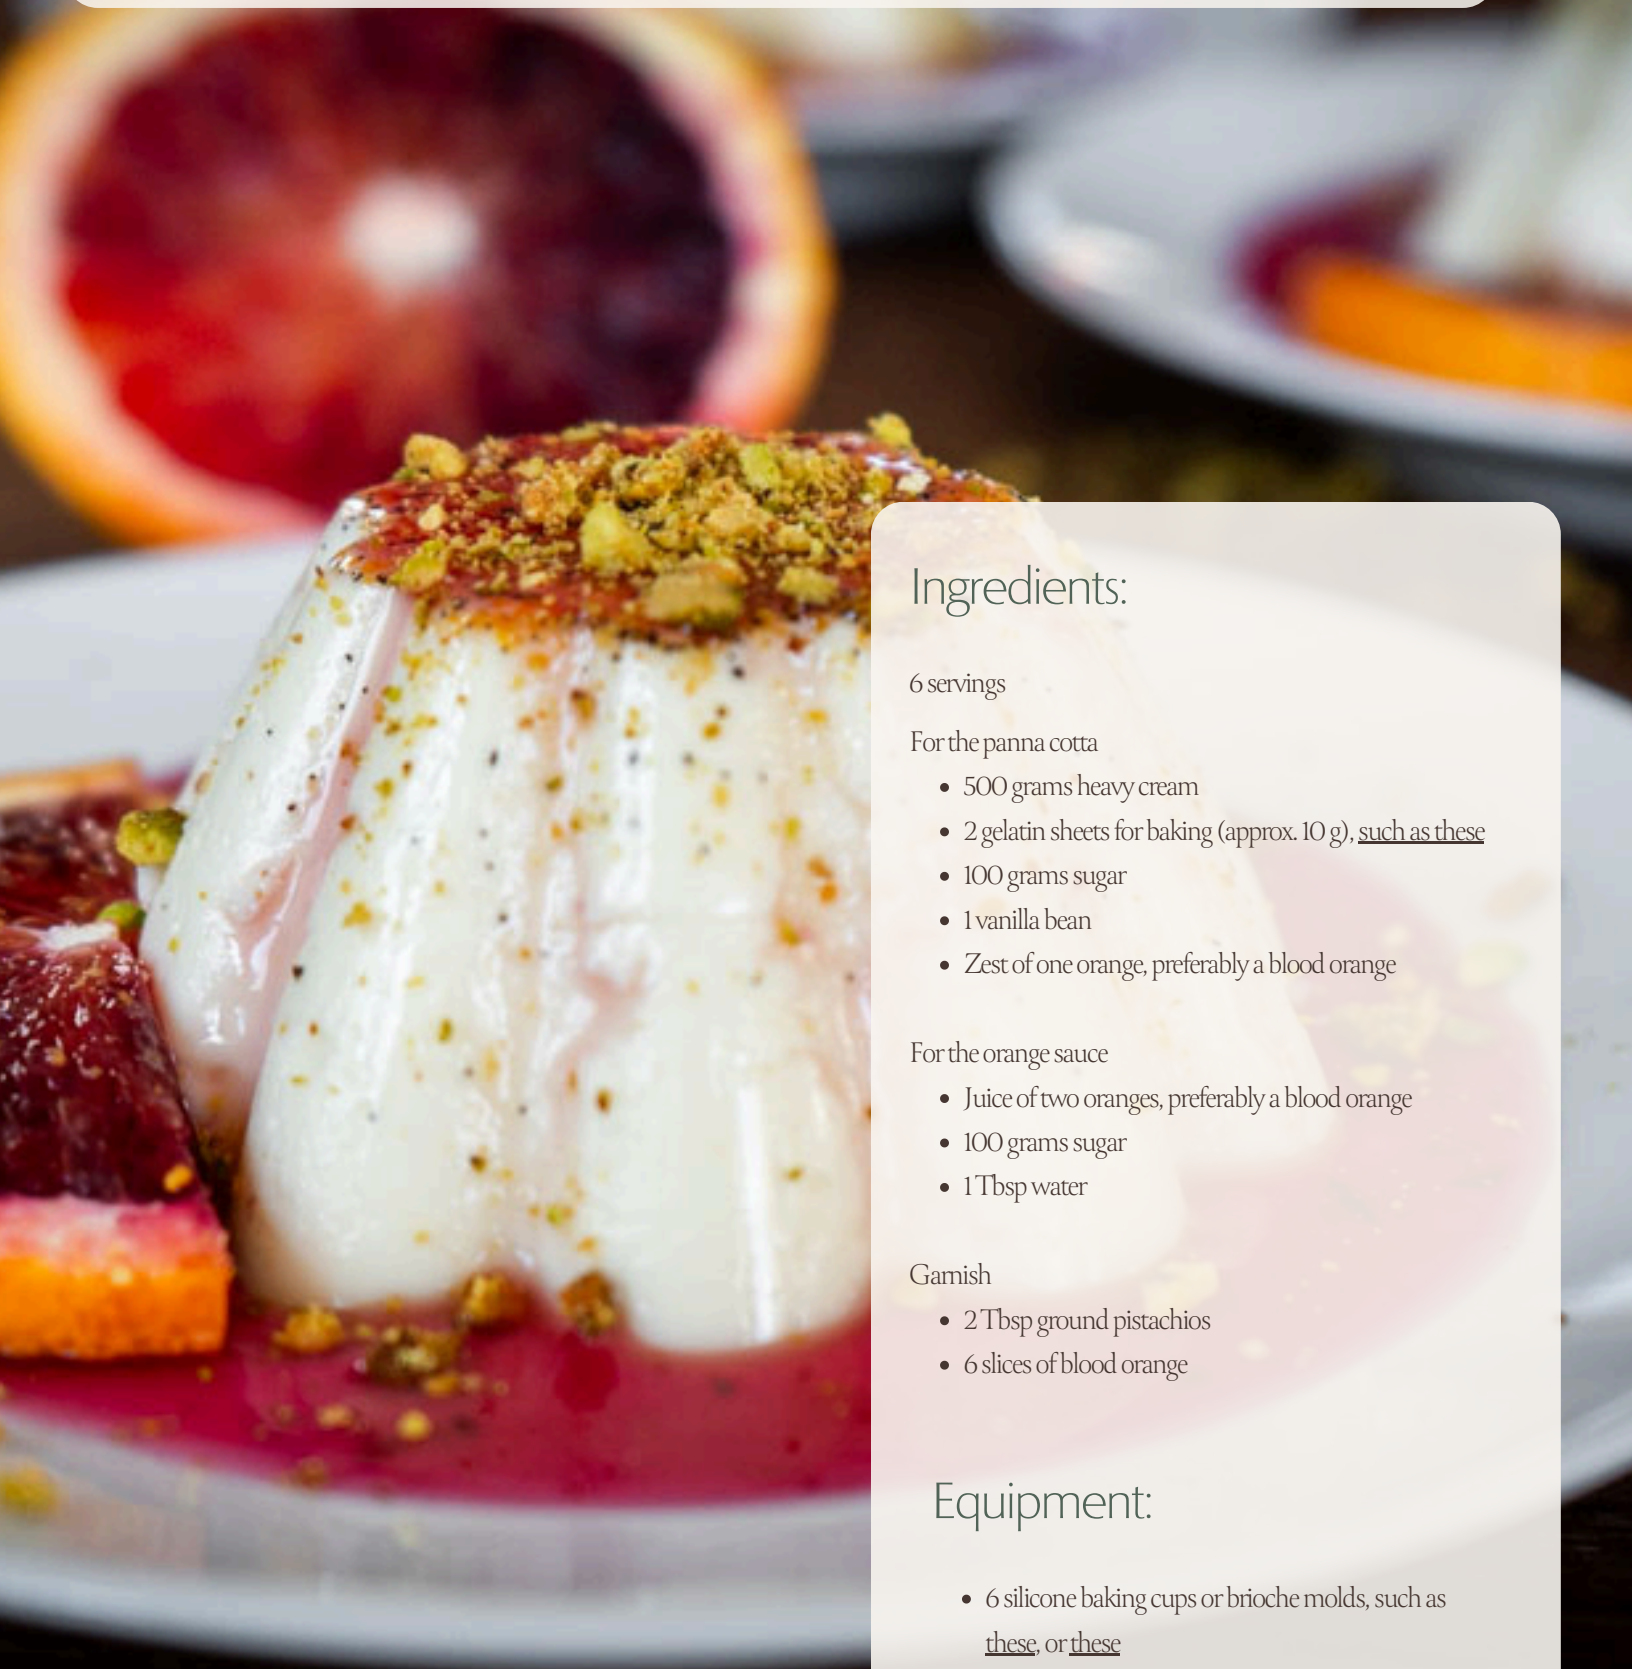 Ingredients:
6 servings
For the panna cotta
• 500 grams heavy cream
• 2 gelatin sheets for baking (approx. 10 g), such as these
• 100 grams sugar
• 1 vanilla bean
• Zest of one orange, preferably a blood orange
For the orange sauce
• Juice of two oranges, preferably a blood orange
• 100 grams sugar
• 1 Tbsp water
Garnish
• 2 Tbsp ground pistachios
• 6 slices of blood orange
Equipment:
• 6 silicone baking cups or brioche molds, such as
these, or these